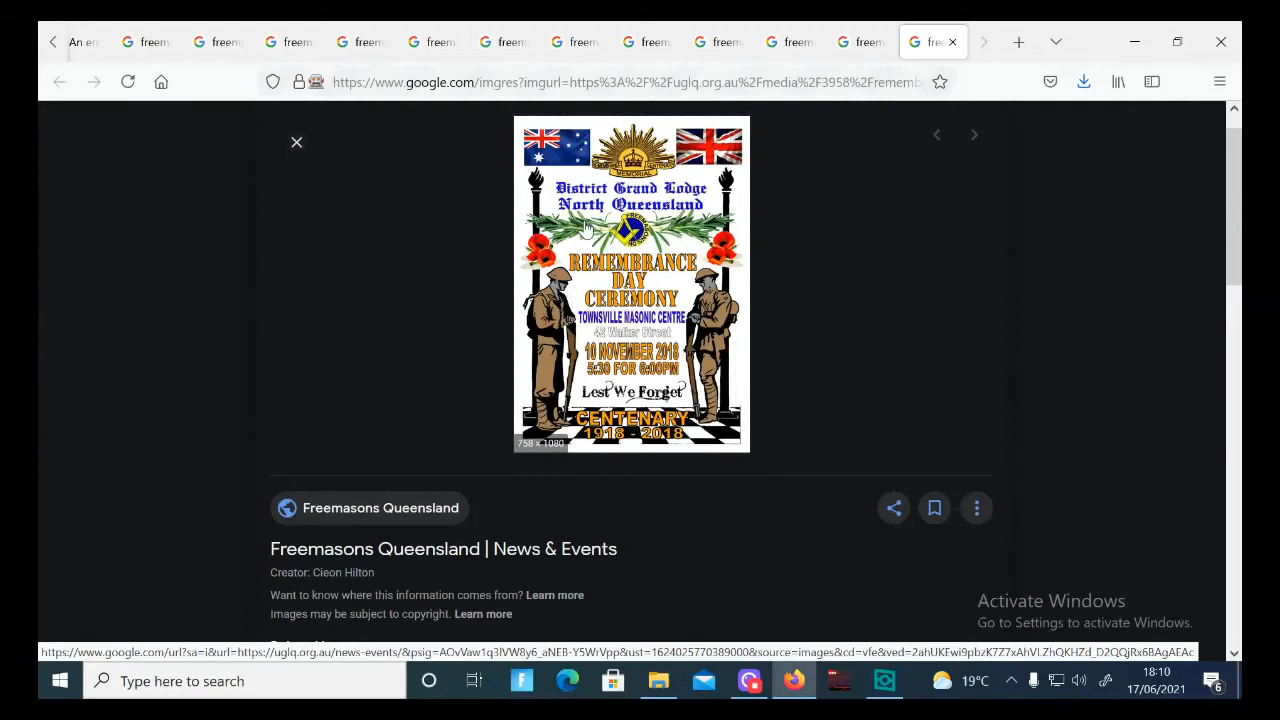 An en
freem
freem
freem
freem
freem
freem
freem
freem
freem
freem
freem
free
https://www.google.com/imgres?imgurl=https%3A%2F%2Fuglq.org.au%2Fmedia%2F3958%2Frememb
MEMORIAL
District Grand Lodge
North Queensland
REMEMBRANCE
DAY
CEREMONY
TOWNSVILLE MASONIC CENTRE
42 Walker Street
10 NOVEMBER 2018
5:30 FOR 6:00PM
Lest We Forget
CENTENARY
1918 - 2018
758 × 1080
Freemasons Queensland
Freemasons Queensland | News & Events
Creator: Cieon Hilton
Want to know where this information comes from? Learn more
Images may be subject to copyright. Learn more
Activate Windows
Go to Settings to activate Windows.
https://www.google.com/url?sa=i&url=https://uglq.org.au/news-events/&psig=AOvVaw1q3lVW8y6_aNEB-Y5WrVpp&ust=1624025770389000&source=images&cd=vfe&ved=2ahUKEwi9pbzK7Z7xAhVLZhQKHZd_D2QQjRx6BAgAEAc
Type here to search
19°C
18:10
17/06/2021
6